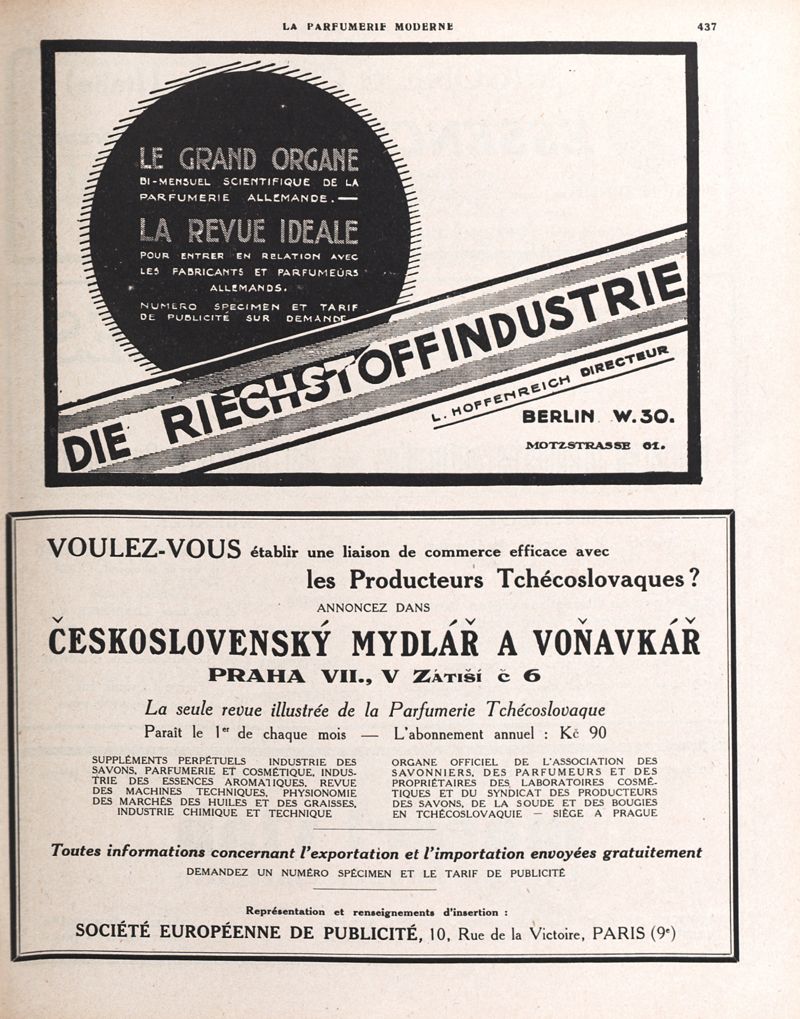 LA PARFUMERIE MODERNE
437
LE GRAND ORGANE
BI-MENSUEL SCIENTIFIQUE DE LA
PARFUMERIE ALLEMANDE.—
LA REVUE IDEALE
POUR ENTRER EN RELATION AVEC
LES FABRICANTS ET PARFUMEURS
ALLEMANDS.
NUMERO SPECIMEN ET TARIF
DE PUBLICITÉ SUR DEMANDE
DIE RIECHSTOFFINDUSTRIE
L. HOFFENREICH DIRECTEUR
BERLIN W.30.
MOTZSTRASSE 61.
VOULEZ-VOUS établir une liaison de commerce efficace avec
les Producteurs Tchécoslovaques ?
ANNONCEZ DANS
ČESKOSLOVENSKÝ MYDLÁŘ A VOŇAVKÁŘ
PRAHA VII., V ZÁTIŠÍ č 6
La seule revue illustrée de la Parfumerie Tchécoslovaque
Paraît le 1er de chaque mois — L'abonnement annuel : Kč 90
SUPPLÉMENTS PERPÉTUELS INDUSTRIE DES
SAVONS, PARFUMERIE ET COSMÉTIQUE, INDUS-
TRIE DES ESSENCES AROMATIQUES, REVUE
DES MACHINES TECHNIQUES, PHYSIONOMIE
DES MARCHÉS DES HUILES ET DES GRAISSES,
INDUSTRIE CHIMIQUE ET TECHNIQUE
ORGANE OFFICIEL DE L'ASSOCIATION DES
SAVONNIERS, DES PARFUMEURS ET DES
PROPRIÉTAIRES DES LABORATOIRES COSMÉ-
TIQUES ET DU SYNDICAT DES PRODUCTEURS
DES SAVONS, DE LA SOUDE ET DES BOUGIES
EN TCHÉCOSLOVAQUIE — SIÈGE A PRAGUE
Toutes informations concernant l'exportation et l'importation envoyées gratuitement
DEMANDEZ UN NUMÉRO SPÉCIMEN ET LE TARIF DE PUBLICITÉ
Représentation et renseignements d'insertion :
SOCIÉTÉ EUROPÉENNE DE PUBLICITÉ, 10, Rue de la Victoire, PARIS (9e)